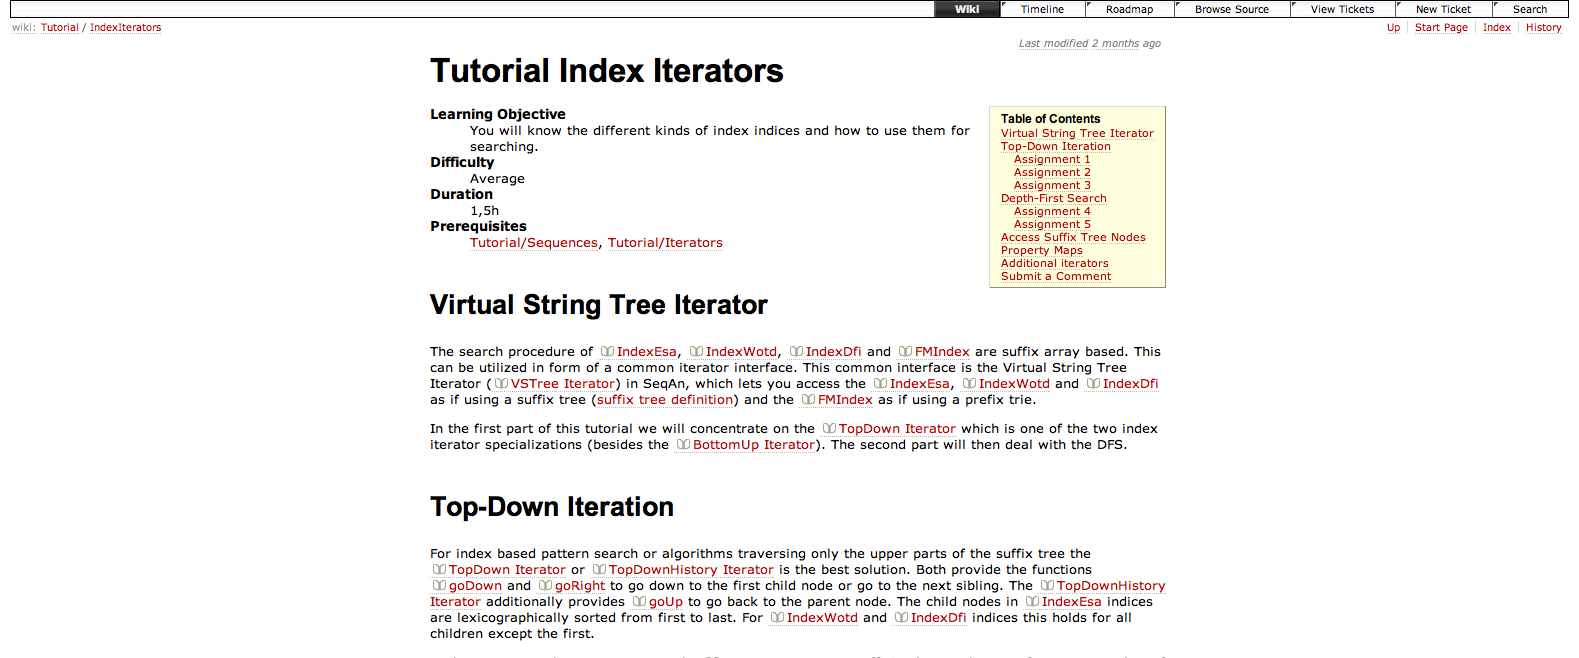 Wiki Timeline Roadmap Browse Source View Tickets New Ticket Search
wiki: Tutorial / IndexIterators
Up Start Page Index History
Last modified 2 months ago
Tutorial Index Iterators
Learning Objective
You will know the different kinds of index indices and how to use them for
searching.
Difficulty
Average
Duration
1,5h
Prerequisites
Tutorial/Sequences, Tutorial/Iterators
Table of Contents
Virtual String Tree Iterator
Top-Down Iteration
Assignment 1
Assignment 2
Assignment 3
Depth-First Search
Assignment 4
Assignment 5
Access Suffix Tree Nodes
Property Maps
Additional iterators
Submit a Comment
Virtual String Tree Iterator
The search procedure of IndexEsa, IndexWotd, IndexDfi and FMIndex are suffix array based. This
can be utilized in form of a common iterator interface. This common interface is the Virtual String Tree
Iterator (VSTree Iterator) in SeqAn, which lets you access the IndexEsa, IndexWotd and IndexDfi
as if using a suffix tree (suffix tree definition) and the FMIndex as if using a prefix trie.
In the first part of this tutorial we will concentrate on the TopDown Iterator which is one of the two index
iterator specializations (besides the BottomUp Iterator). The second part will then deal with the DFS.
Top-Down Iteration
For index based pattern search or algorithms traversing only the upper parts of the suffix tree the
TopDown Iterator or TopDownHistory Iterator is the best solution. Both provide the functions
goDown and goRight to go down to the first child node or go to the next sibling. The TopDownHistory
Iterator additionally provides goUp to go back to the parent node. The child nodes in IndexEsa indices
are lexicographically sorted from first to last. For IndexWotd and IndexDfi indices this holds for all
children except the first.